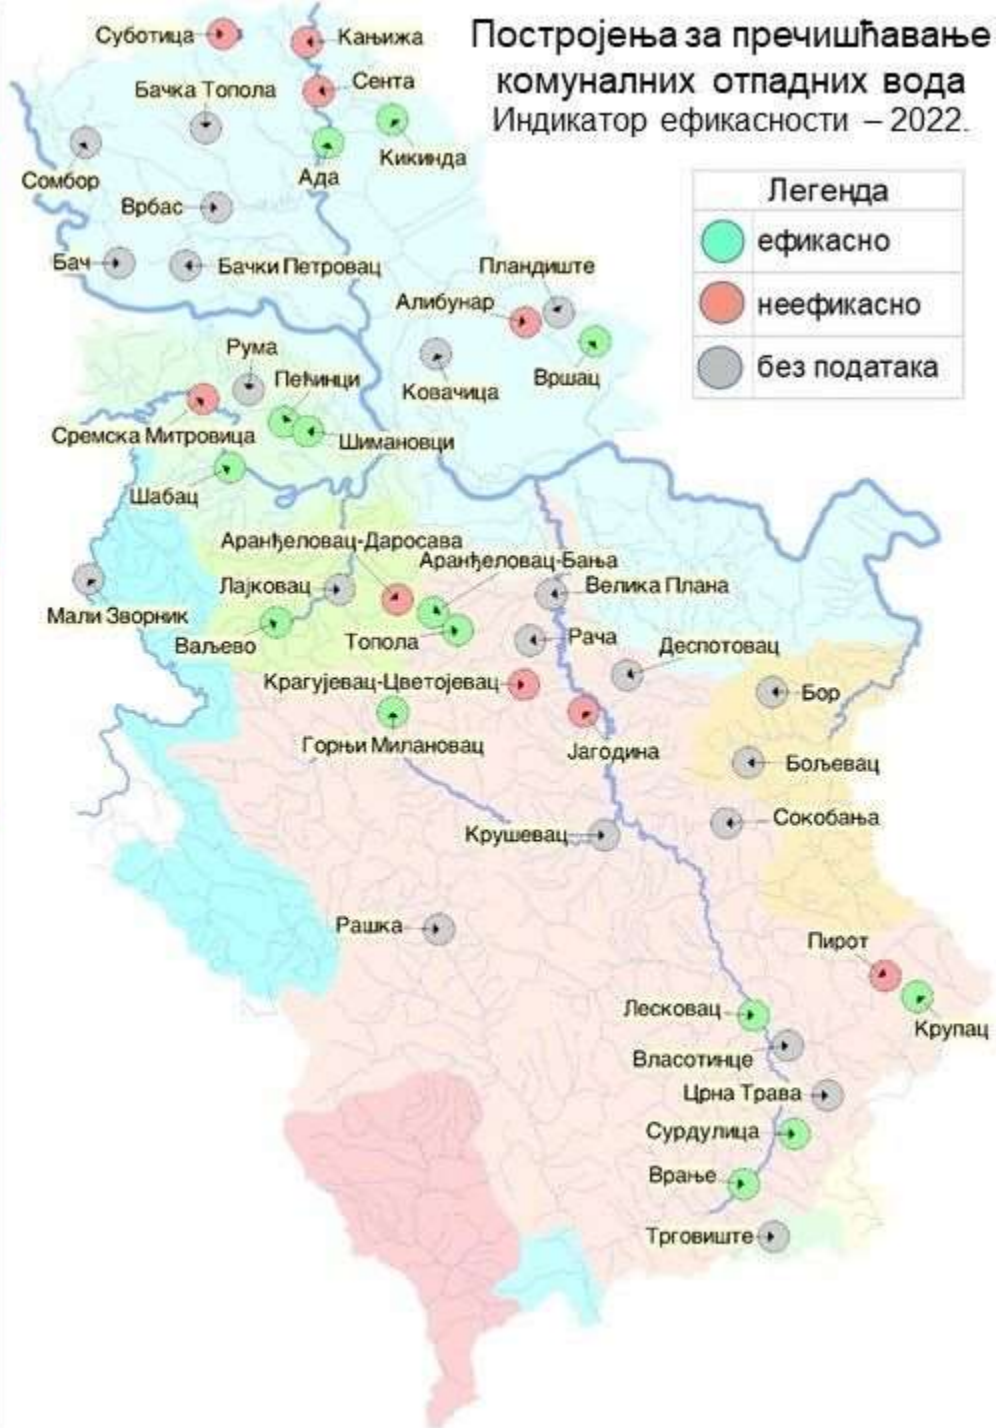 Постројења за пречишћавање
комуналних отпадних вода
Индикатор ефикасности – 2022.
Легенда
ефикасно
неефикасно
без података
Суботица
Кањижа
Сента
Бачка Топола
Кикинда
Ада
Сомбор
Врбас
Бач
Бачки Петровац
Пландиште
Алибунар
Вршац
Ковачица
Рума
Пећинци
Сремска Митровица
Шимановци
Шабац
Аранђеловац-Даросава
Аранђеловац-Бања
Лајковац
Велика Плана
Мали Зворник
Ваљево
Топола
Рача
Деспотовац
Крагујевац-Цветојевац
Бор
Горњи Милановац
Јагодина
Бољевац
Сокобања
Крушевац
Рашка
Пирот
Лесковац
Крупац
Власотинце
Црна Трава
Сурдулица
Врање
Трговиште